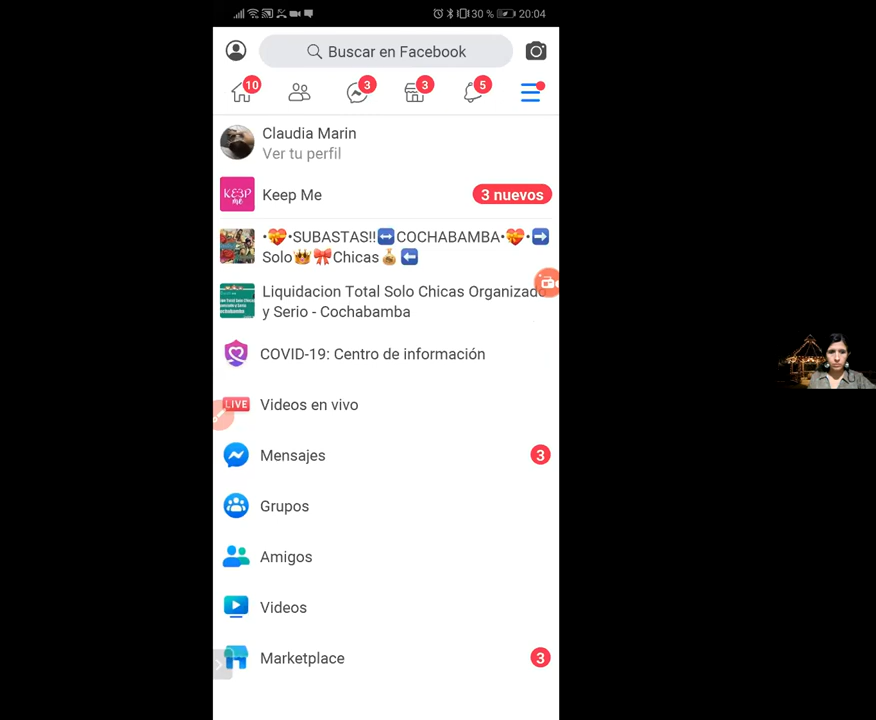 30 % 20:04
Buscar en Facebook
10 3 3 5
Claudia Marin
Ver tu perfil
KEEP me
Keep Me
3 nuevos
•💝•SUBASTAS!!↔️COCHABAMBA•💝•➡️
Solo👑🎀Chicas💰⬅️
Liquidacion Total Solo Chicas Organizado
y Serio - Cochabamba
COVID-19: Centro de información
LIVE Videos en vivo
Mensajes 3
Grupos
Amigos
Videos
Marketplace 3